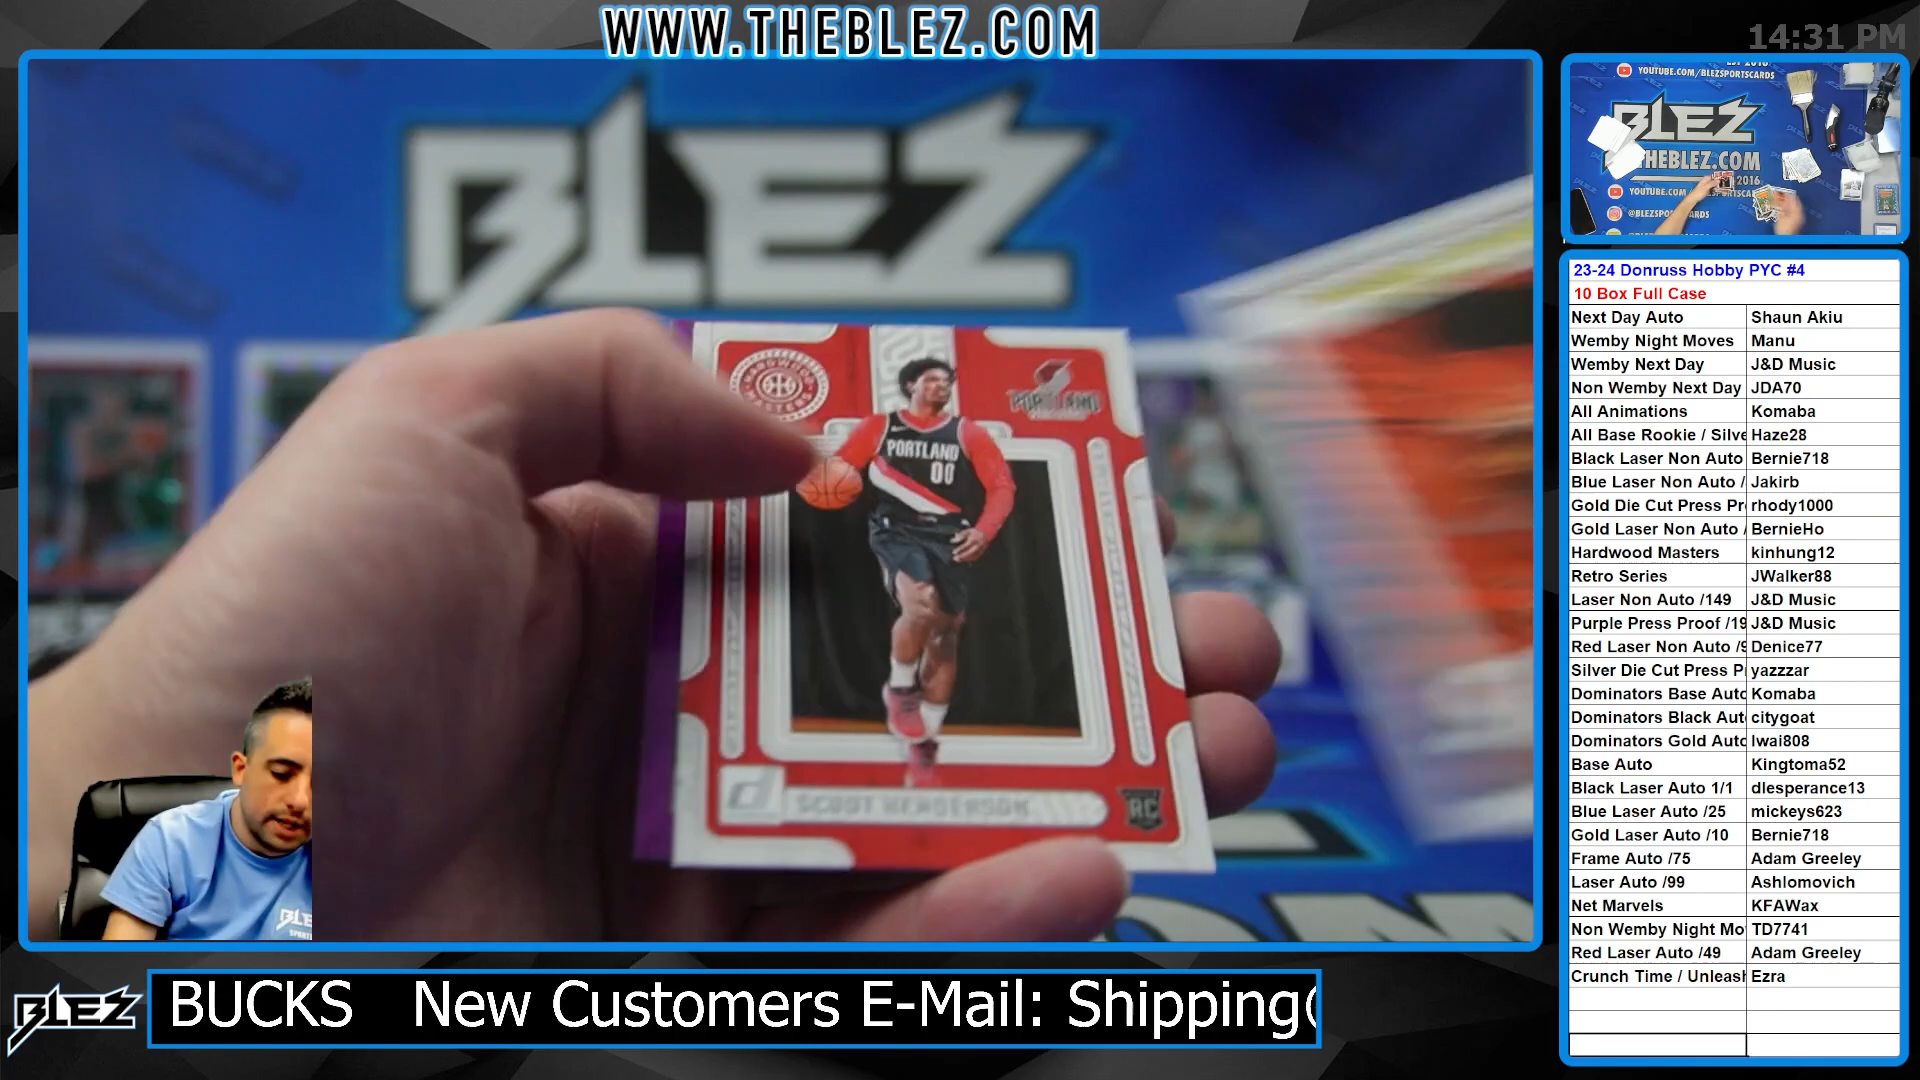 WWW.THEBLEZ.COM
14:31 PM
BLEZ
HARDWOOD MASTERS
PORTLAND
PORTLAND
00
SCOOT HENDERSON
RC
YOUTUBE.COM/BLEZSPORTSCARDS
BLEZ
THEBLEZ.COM
2016
YOUTUBE.COM
23-24 Donruss Hobby PYC #4
10 Box Full Case
Next Day Auto Shaun Akiu
Wemby Night Moves Manu
Wemby Next Day J&D Music
Non Wemby Next Day JDA70
All Animations Komaba
All Base Rookie / Silve Haze28
Black Laser Non Auto Bernie718
Blue Laser Non Auto / Jakirb
Gold Die Cut Press Pr rhody1000
Gold Laser Non Auto / BernieHo
Hardwood Masters kinhung12
Retro Series JWalker88
Laser Non Auto /149 J&D Music
Purple Press Proof /19 J&D Music
Red Laser Non Auto /9 Denice77
Silver Die Cut Press P yazzzar
Dominators Base Auto Komaba
Dominators Black Aut citygoat
Dominators Gold Auto Iwai808
Base Auto Kingtoma52
Black Laser Auto 1/1 dlesperance13
Blue Laser Auto /25 mickeys623
Gold Laser Auto /10 Bernie718
Frame Auto /75 Adam Greeley
Laser Auto /99 Ashlomovich
Net Marvels KFAWax
Non Wemby Night Mo TD7741
Red Laser Auto /49 Adam Greeley
Crunch Time / Unleash Ezra
BLEZ
BLEZ BUCKS New Customers E-Mail: Shipping@